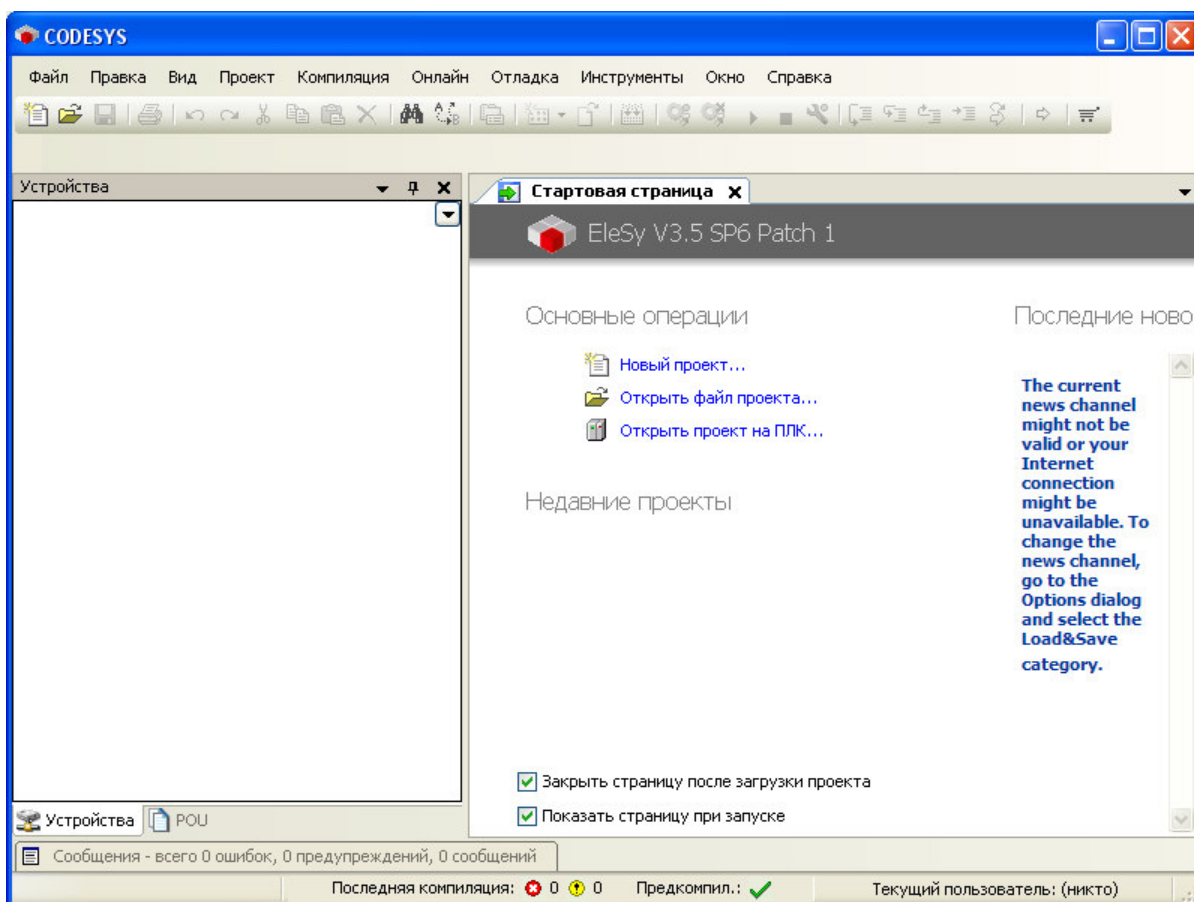 CODESYS
Файл Правка Вид Проект Компиляция Онлайн Отладка Инструменты Окно Справка
Устройства
Стартовая страница
EleSy V3.5 SP6 Patch 1
Основные операции
Новый проект...
Открыть файл проекта...
Открыть проект на ПЛК...
Недавние проекты
Последние ново
The current
news channel
might not be
valid or your
Internet
connection
might be
unavailable. To
change the
news channel,
go to the
Options dialog
and select the
Load&Save
category.
Закрыть страницу после загрузки проекта
Показать страницу при запуске
Устройства POU
Сообщения - всего 0 ошибок, 0 предупреждений, 0 сообщений
Последняя компиляция: 0 0 Предкомпил.: Текущий пользователь: (никто)